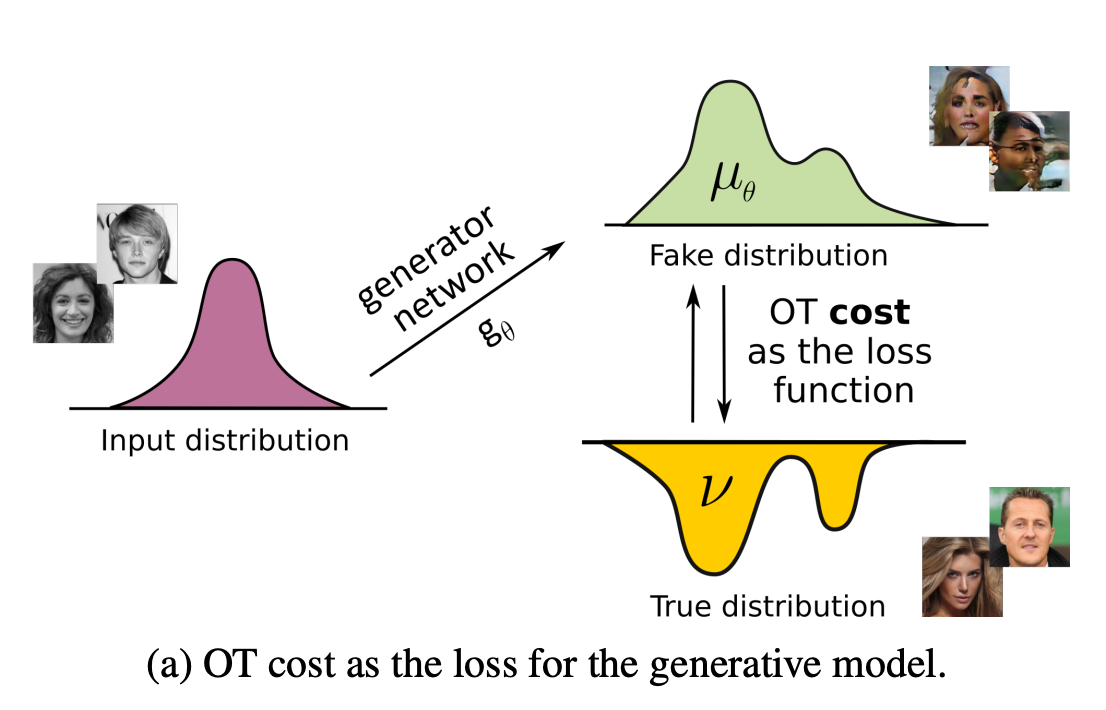 μθ
Fake distribution
generator
network
gθ
Input distribution
OT cost
as the loss
function
ν
True distribution
(a) OT cost as the loss for the generative model.